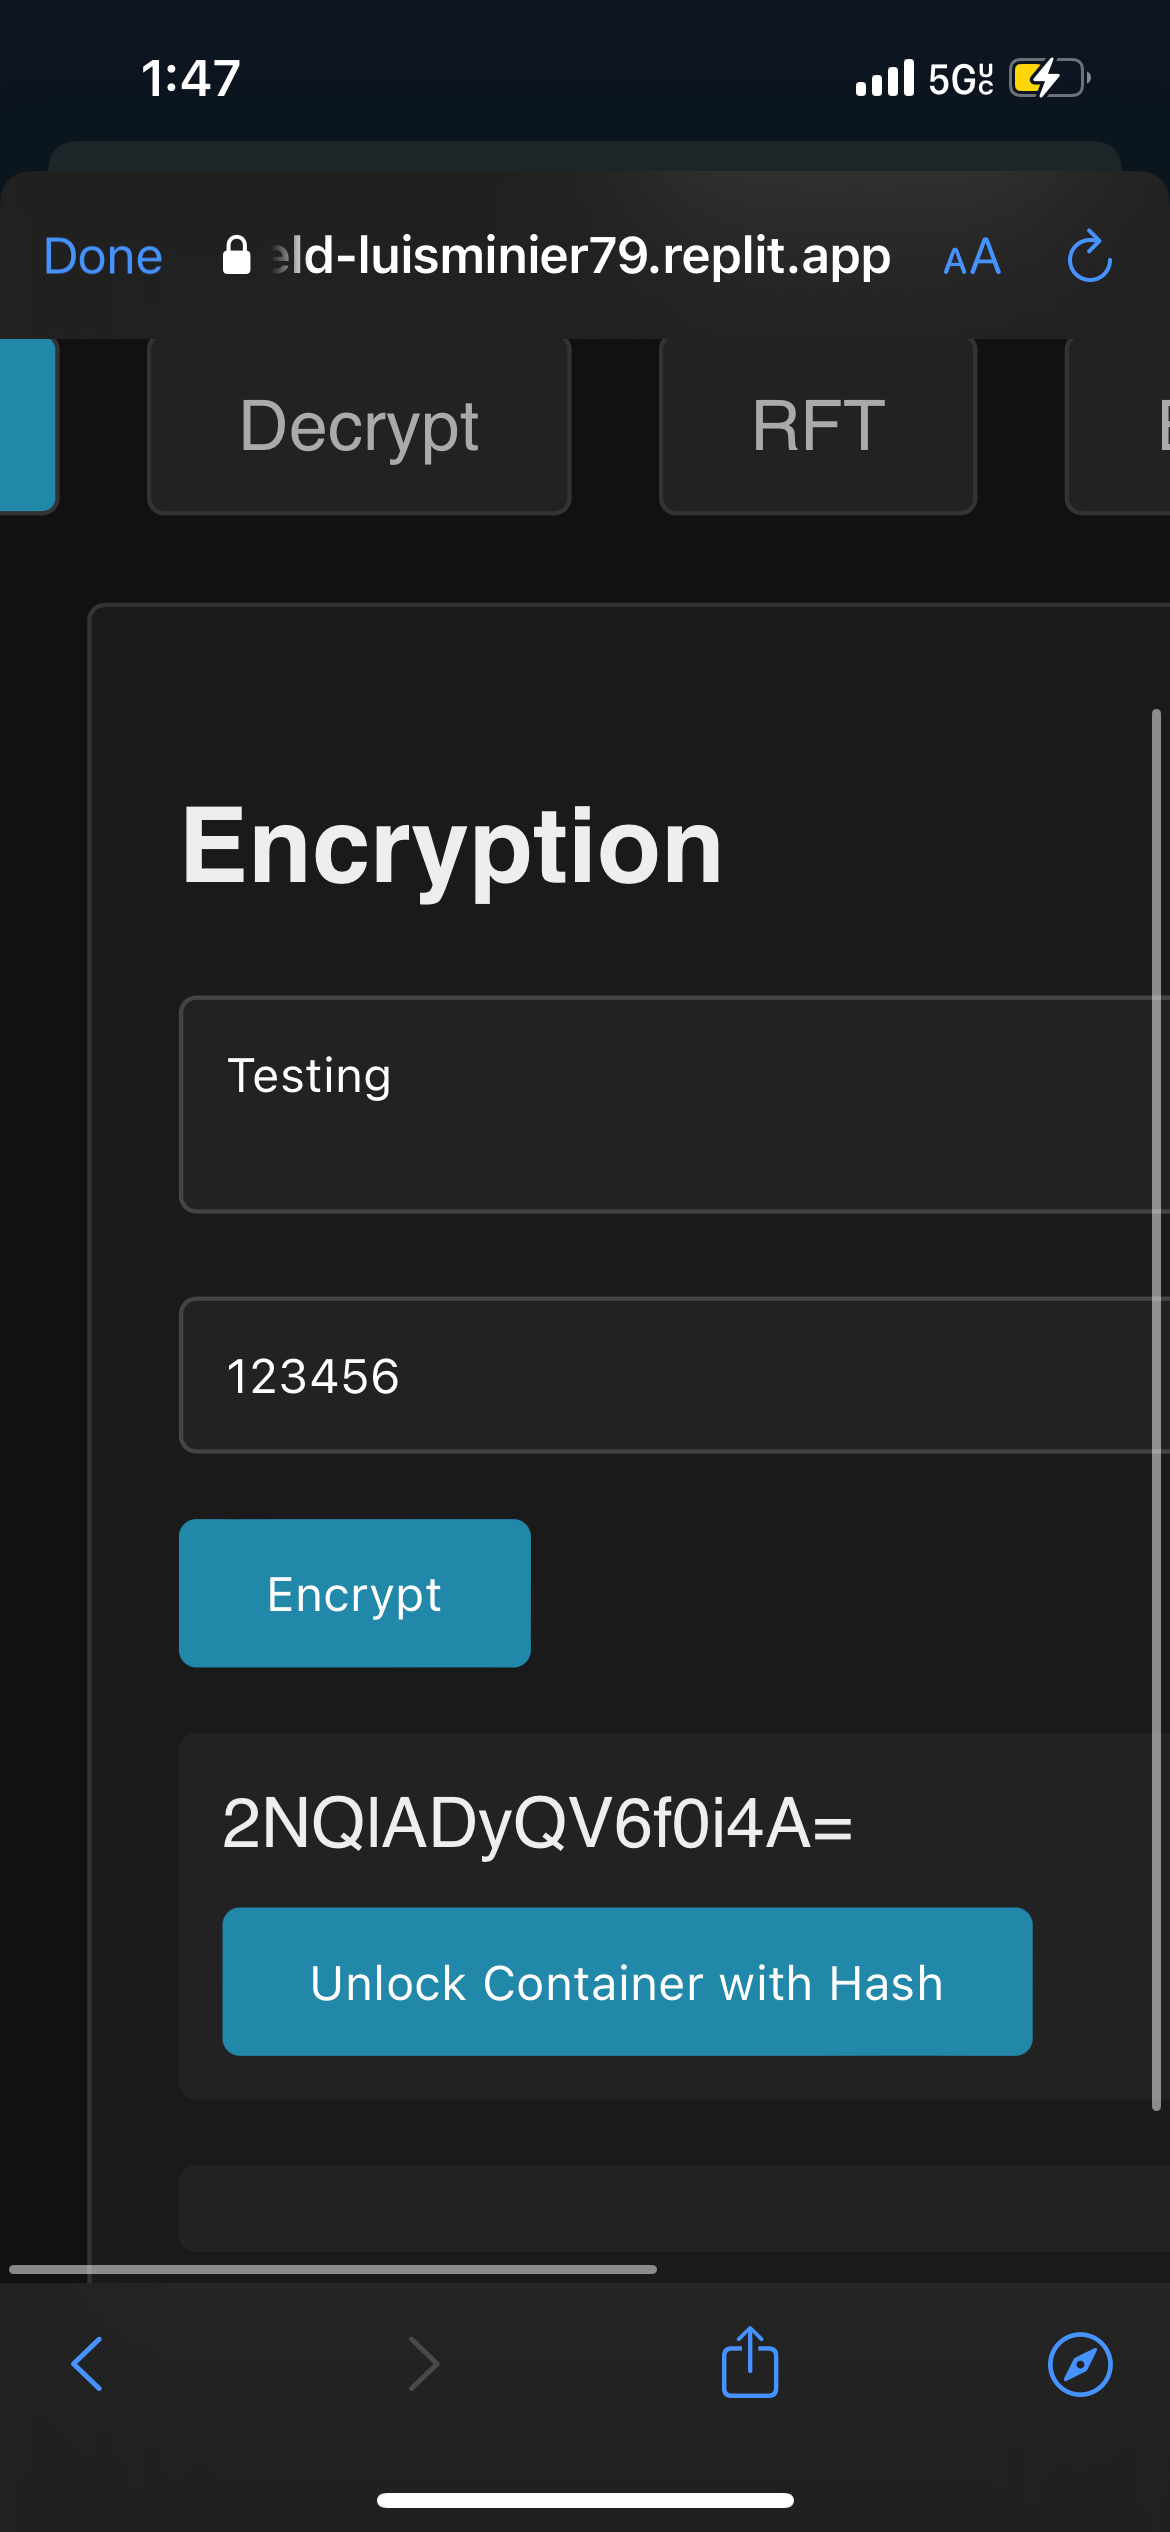 1:47
5G UC
Done
eld-luisminier79.replit.app
AA
Decrypt
RFT
Encryption
Testing
123456
Encrypt
2NQlADyQV6f0i4A=
Unlock Container with Hash